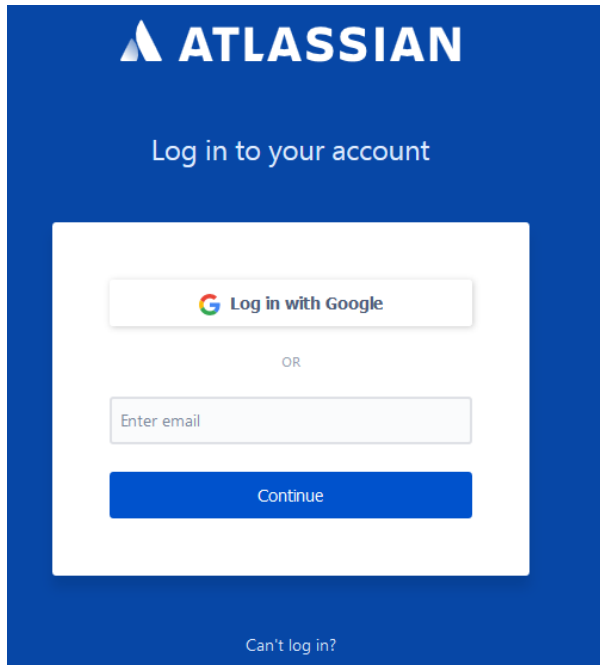 ATLASSIAN
Log in to your account
Log in with Google
OR
Enter email
Continue
Can't log in?